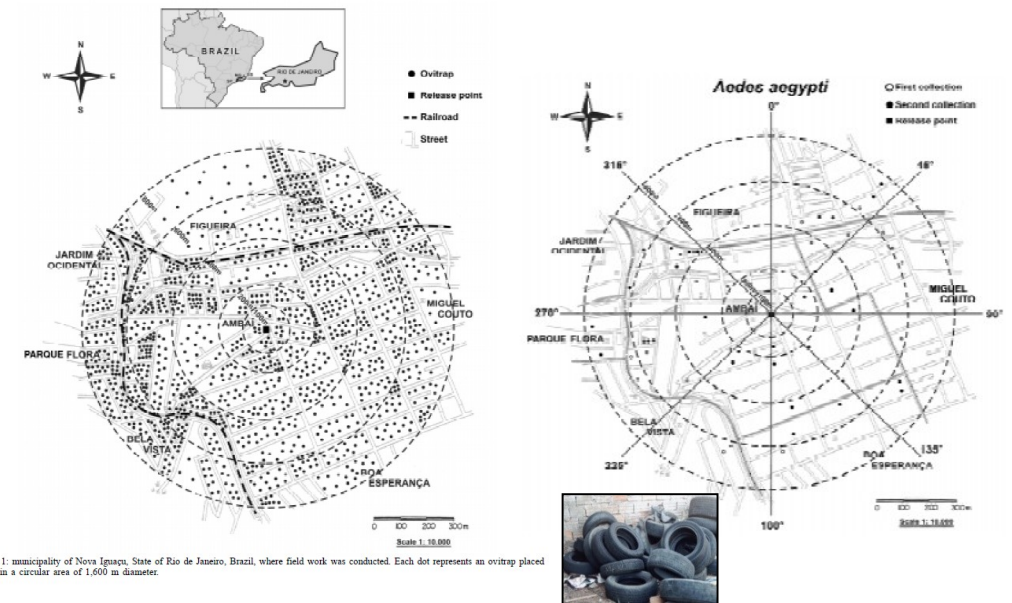 BRAZIL
RIO DE JANEIRO
N
W
E
S
Ovitrap
Release point
Railroad
Street
FIGUEIRA
JARDIM
OCIDENTAL
AMBAÍ
MIGUEL
COUTO
PARQUE FLORA
BELA
VISTA
BOA
ESPERANÇA
0 100 200 300m
Scale 1: 10.000
1: municipality of Nova Iguaçu, State of Rio de Janeiro, Brazil, where field work was conducted. Each dot represents an ovitrap placed
in a circular area of 1,600 m diameter.
Aedes aegypti
N
W
E
S
First collection
Second collection
Release point
0°
315°
45°
FIGUEIRA
JARDIM
OCIDENTAL
MIGUEL
COUTO
270°
AMBAÍ
90°
PARQUE FLORA
BELA
VISTA
225°
BOA
ESPERANÇA
135°
0 100 200 300m
Scale 1: 10.000